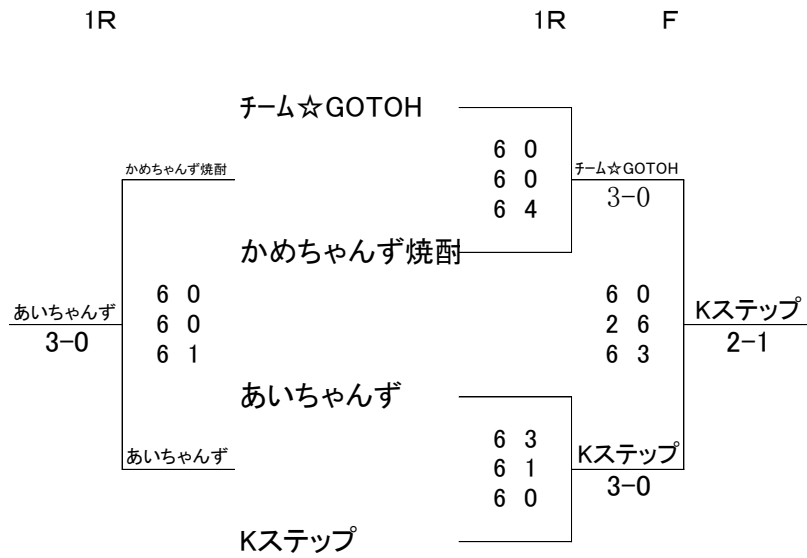 1R 1R F
チーム☆GOTOH
かめちゃんず焼酎
6 0
6 0
6 4
チーム☆GOTOH
3-0
かめちゃんず焼酎
あいちゃんず
3-0
6 0
6 0
6 1
6 0
2 6
6 3
Kステップ
2-1
あいちゃんず
あいちゃんず
6 3
6 1
6 0
Kステップ
3-0
Kステップ